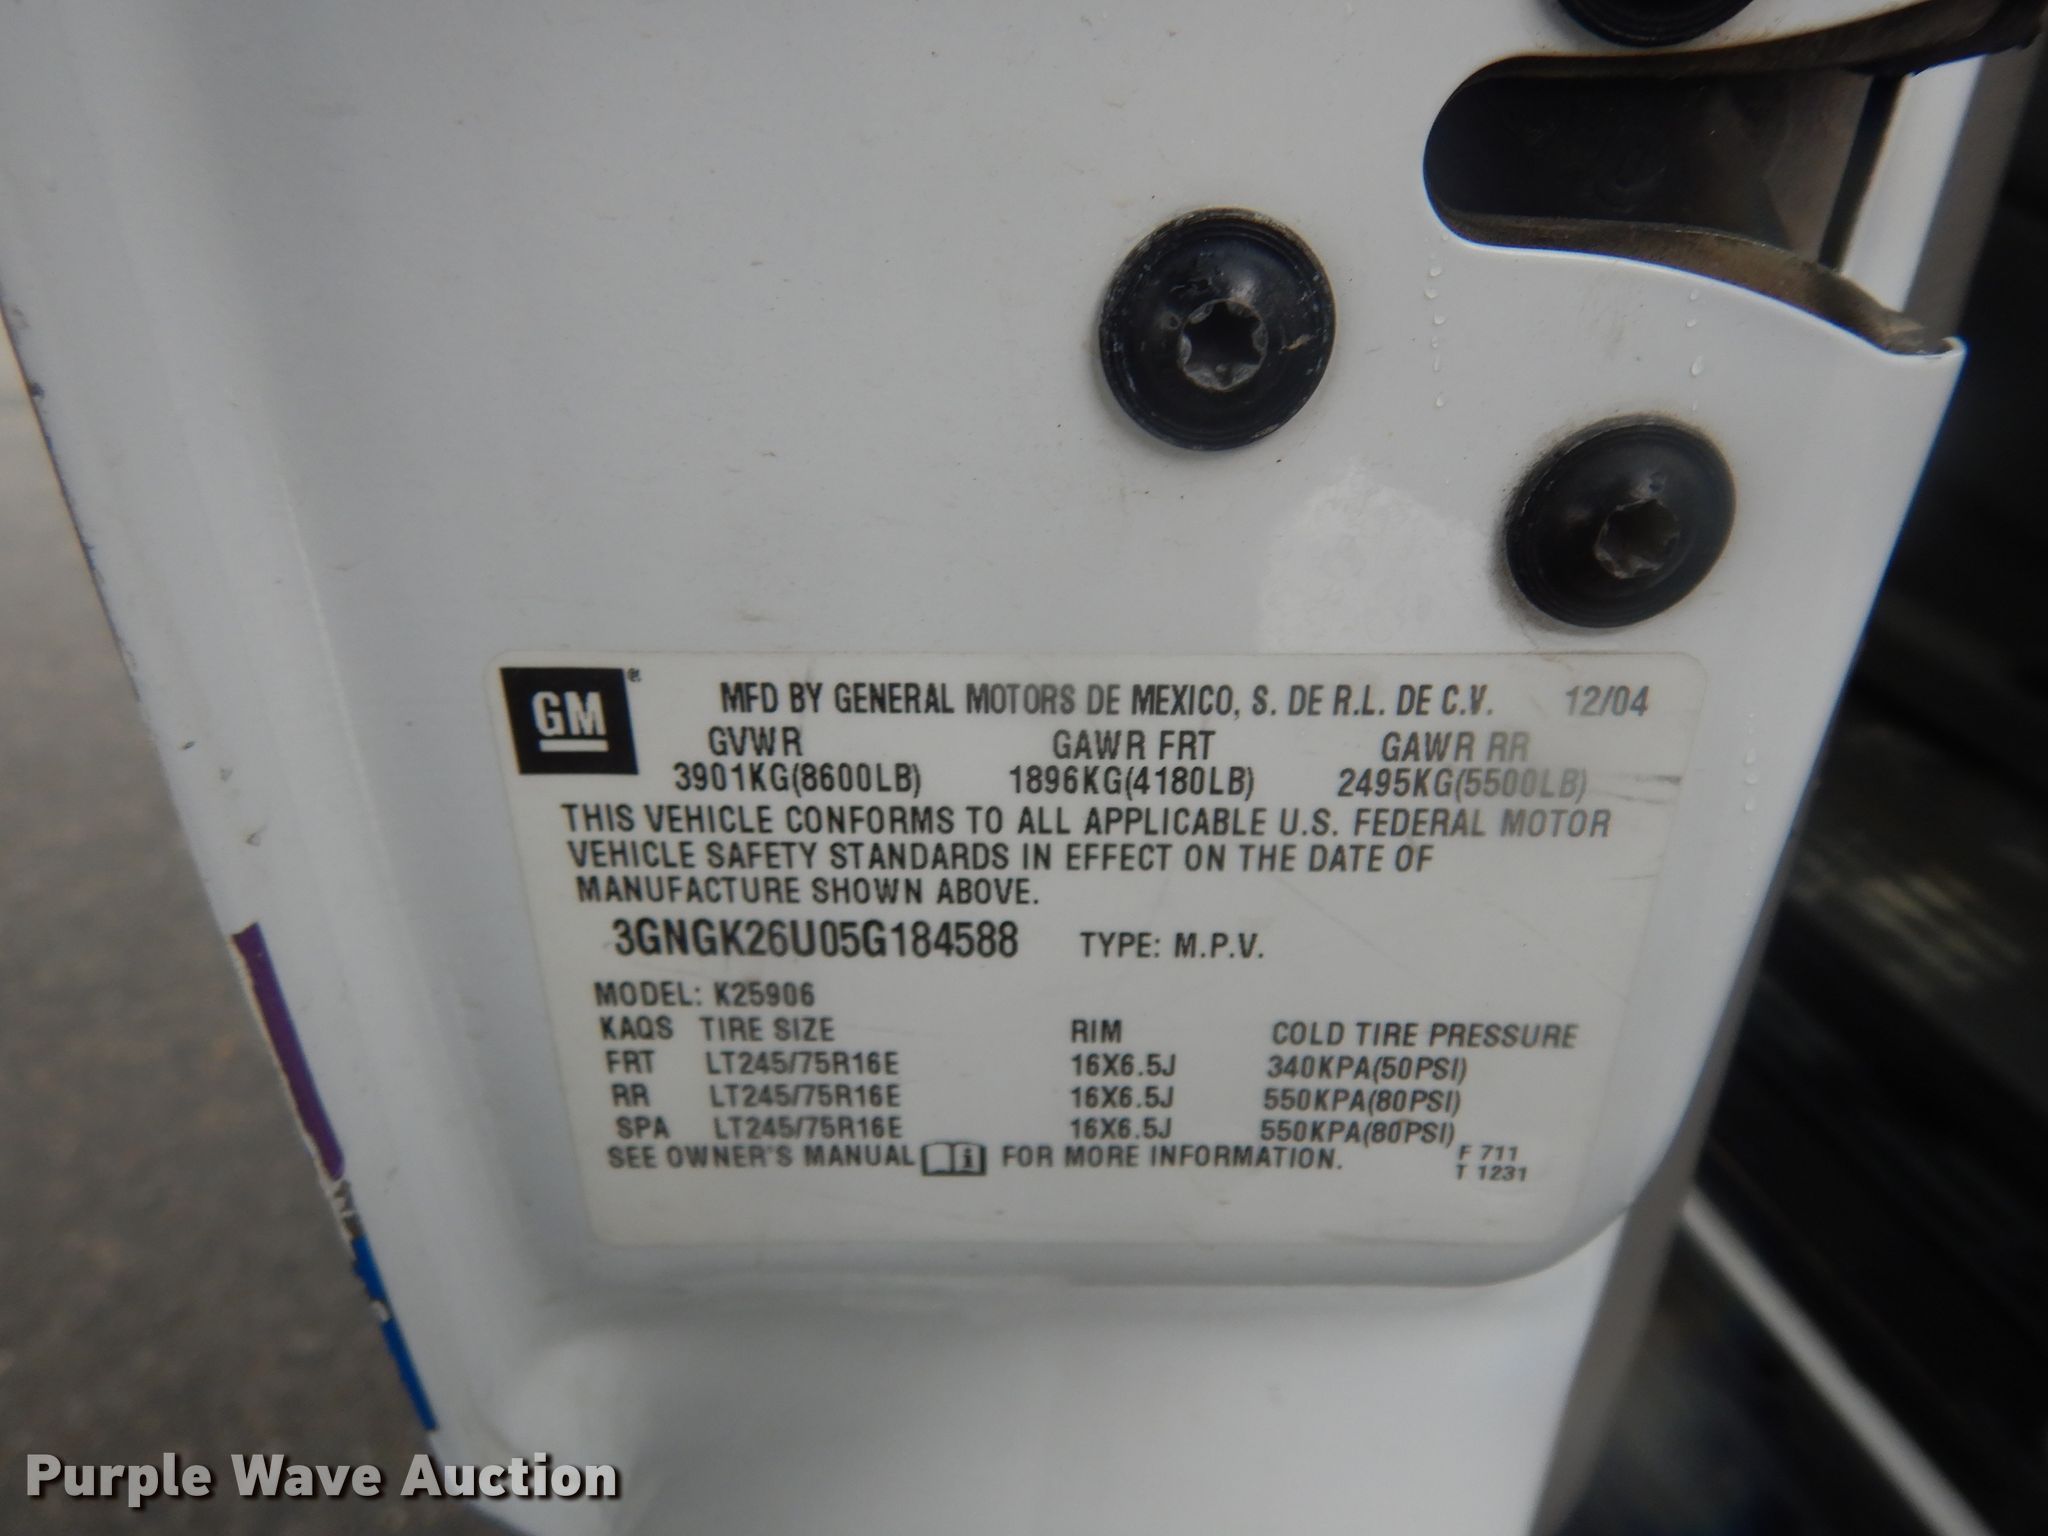 GM®
MFD BY GENERAL MOTORS DE MEXICO, S. DE R.L. DE C.V. 12/04
GVWR GAWR FRT GAWR RR
3901KG(8600LB) 1896KG(4180LB) 2495KG(5500LB)
THIS VEHICLE CONFORMS TO ALL APPLICABLE U.S. FEDERAL MOTOR
VEHICLE SAFETY STANDARDS IN EFFECT ON THE DATE OF
MANUFACTURE SHOWN ABOVE.
3GNGK26U05G184588 TYPE: M.P.V.
MODEL: K25906
KAQS TIRE SIZE RIM COLD TIRE PRESSURE
FRT LT245/75R16E 16X6.5J 340KPA(50PSI)
RR LT245/75R16E 16X6.5J 550KPA(80PSI)
SPA LT245/75R16E 16X6.5J 550KPA(80PSI)
SEE OWNER'S MANUAL i FOR MORE INFORMATION.
F 711
T 1231
Purple Wave Auction